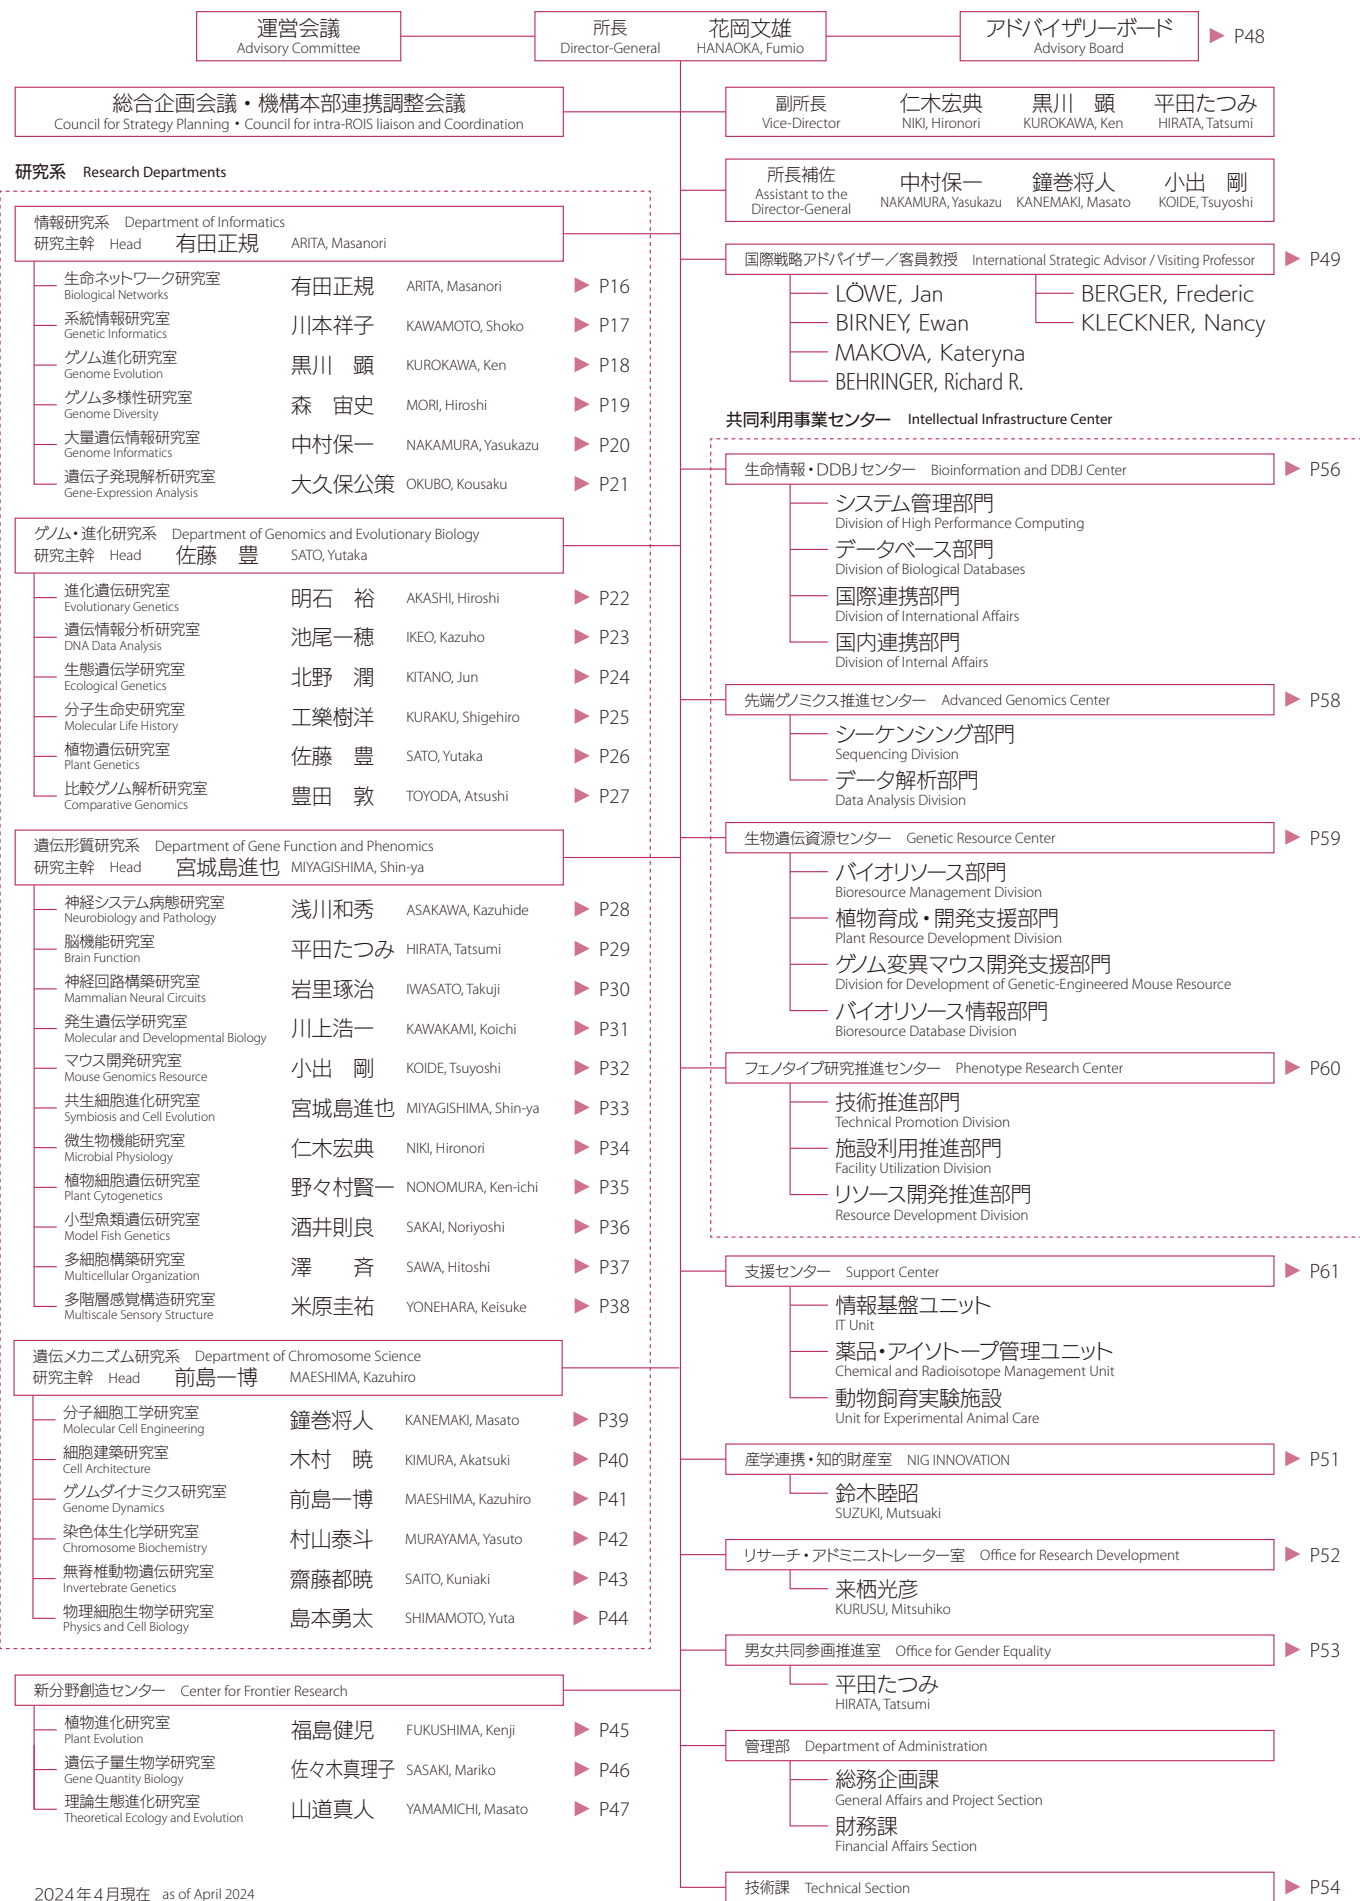 運営会議
Advisory Committee
所長 花岡文雄
Director-General HANAOKA, Fumio
アドバイザリーボード
Advisory Board
▶ P48
総合企画会議・機構本部連携調整会議
Council for Strategy Planning・Council for intra-ROIS liaison and Coordination
副所長 仁木宏典 黒川 顕 平田たつみ
Vice-Director NIKI, Hironori KUROKAWA, Ken HIRATA, Tatsumi
所長補佐 中村保一 鐘巻将人 小出 剛
Assistant to the Director-General NAKAMURA, Yasukazu KANEMAKI, Masato KOIDE, Tsuyoshi
研究系 Research Departments
情報研究系 Department of Informatics
研究主幹 Head 有田正規 ARITA, Masanori
生命ネットワーク研究室 有田正規 ARITA, Masanori ▶ P16
Biological Networks
系統情報研究室 川本祥子 KAWAMOTO, Shoko ▶ P17
Genetic Informatics
ゲノム進化研究室 黒川 顕 KUROKAWA, Ken ▶ P18
Genome Evolution
ゲノム多様性研究室 森 宙史 MORI, Hiroshi ▶ P19
Genome Diversity
大量遺伝情報研究室 中村保一 NAKAMURA, Yasukazu ▶ P20
Genome Informatics
遺伝子発現解析研究室 大久保公策 OKUBO, Kousaku ▶ P21
Gene-Expression Analysis
ゲノム・進化研究系 Department of Genomics and Evolutionary Biology
研究主幹 Head 佐藤 豊 SATO, Yutaka
進化遺伝研究室 明石 裕 AKASHI, Hiroshi ▶ P22
Evolutionary Genetics
遺伝情報分析研究室 池尾一穂 IKEO, Kazuho ▶ P23
DNA Data Analysis
生態遺伝学研究室 北野 潤 KITANO, Jun ▶ P24
Ecological Genetics
分子生命史研究室 工樂樹洋 KURAKU, Shigehiro ▶ P25
Molecular Life History
植物遺伝研究室 佐藤 豊 SATO, Yutaka ▶ P26
Plant Genetics
比較ゲノム解析研究室 豊田 敦 TOYODA, Atsushi ▶ P27
Comparative Genomics
遺伝形質研究系 Department of Gene Function and Phenomics
研究主幹 Head 宮城島進也 MIYAGISHIMA, Shin-ya
神経システム病態研究室 浅川和秀 ASAKAWA, Kazuhide ▶ P28
Neurobiology and Pathology
脳機能研究室 平田たつみ HIRATA, Tatsumi ▶ P29
Brain Function
神経回路構築研究室 岩里琢治 IWASATO, Takuji ▶ P30
Mammalian Neural Circuits
発生遺伝学研究室 川上浩一 KAWAKAMI, Koichi ▶ P31
Molecular and Developmental Biology
マウス開発研究室 小出 剛 KOIDE, Tsuyoshi ▶ P32
Mouse Genomics Resource
共生細胞進化研究室 宮城島進也 MIYAGISHIMA, Shin-ya ▶ P33
Symbiosis and Cell Evolution
微生物機能研究室 仁木宏典 NIKI, Hironori ▶ P34
Microbial Physiology
植物細胞遺伝研究室 野々村賢一 NONOMURA, Ken-ichi ▶ P35
Plant Cytogenetics
小型魚類遺伝研究室 酒井則良 SAKAI, Noriyoshi ▶ P36
Model Fish Genetics
多細胞構築研究室 澤 斉 SAWA, Hitoshi ▶ P37
Multicellular Organization
多階層感覚構造研究室 米原圭祐 YONEHARA, Keisuke ▶ P38
Multiscale Sensory Structure
遺伝メカニズム研究系 Department of Chromosome Science
研究主幹 Head 前島一博 MAESHIMA, Kazuhiro
分子細胞工学研究室 鐘巻将人 KANEMAKI, Masato ▶ P39
Molecular Cell Engineering
細胞建築研究室 木村 暁 KIMURA, Akatsuki ▶ P40
Cell Architecture
ゲノムダイナミクス研究室 前島一博 MAESHIMA, Kazuhiro ▶ P41
Genome Dynamics
染色体生化学研究室 村山泰斗 MURAYAMA, Yasuto ▶ P42
Chromosome Biochemistry
無脊椎動物遺伝研究室 齋藤都暁 SAITO, Kuniaki ▶ P43
Invertebrate Genetics
物理細胞生物学研究室 島本勇太 SHIMAMOTO, Yuta ▶ P44
Physics and Cell Biology
新分野創造センター Center for Frontier Research
植物進化研究室 福島健児 FUKUSHIMA, Kenji ▶ P45
Plant Evolution
遺伝子量生物学研究室 佐々木真理子 SASAKI, Mariko ▶ P46
Gene Quantity Biology
理論生態進化研究室 山道真人 YAMAMICHI, Masato ▶ P47
Theoretical Ecology and Evolution
2024年4月現在 as of April 2024
国際戦略アドバイザー／客員教授 International Strategic Advisor / Visiting Professor ▶ P49
LÖWE, Jan BERGER, Frederic
BIRNEY, Ewan KLECKNER, Nancy
MAKOVA, Kateryna
BEHRINGER, Richard R.
共同利用事業センター Intellectual Infrastructure Center
生命情報・DDBJセンター Bioinformation and DDBJ Center ▶ P56
システム管理部門
Division of High Performance Computing
データベース部門
Division of Biological Databases
国際連携部門
Division of International Affairs
国内連携部門
Division of Internal Affairs
先端ゲノミクス推進センター Advanced Genomics Center ▶ P58
シーケンシング部門
Sequencing Division
データ解析部門
Data Analysis Division
生物遺伝資源センター Genetic Resource Center ▶ P59
バイオリソース部門
Bioresource Management Division
植物育成・開発支援部門
Plant Resource Development Division
ゲノム変異マウス開発支援部門
Division for Development of Genetic-Engineered Mouse Resource
バイオリソース情報部門
Bioresource Database Division
フェノタイプ研究推進センター Phenotype Research Center ▶ P60
技術推進部門
Technical Promotion Division
施設利用推進部門
Facility Utilization Division
リソース開発推進部門
Resource Development Division
支援センター Support Center ▶ P61
情報基盤ユニット
IT Unit
薬品・アイソトープ管理ユニット
Chemical and Radioisotope Management Unit
動物飼育実験施設
Unit for Experimental Animal Care
産学連携・知的財産室 NIG INNOVATION ▶ P51
鈴木睦昭
SUZUKI, Mutsuaki
リサーチ・アドミニストレーター室 Office for Research Development ▶ P52
来栖光彦
KURUSU, Mitsuhiko
男女共同参画推進室 Office for Gender Equality ▶ P53
平田たつみ
HIRATA, Tatsumi
管理部 Department of Administration
総務企画課
General Affairs and Project Section
財務課
Financial Affairs Section
技術課 Technical Section ▶ P54